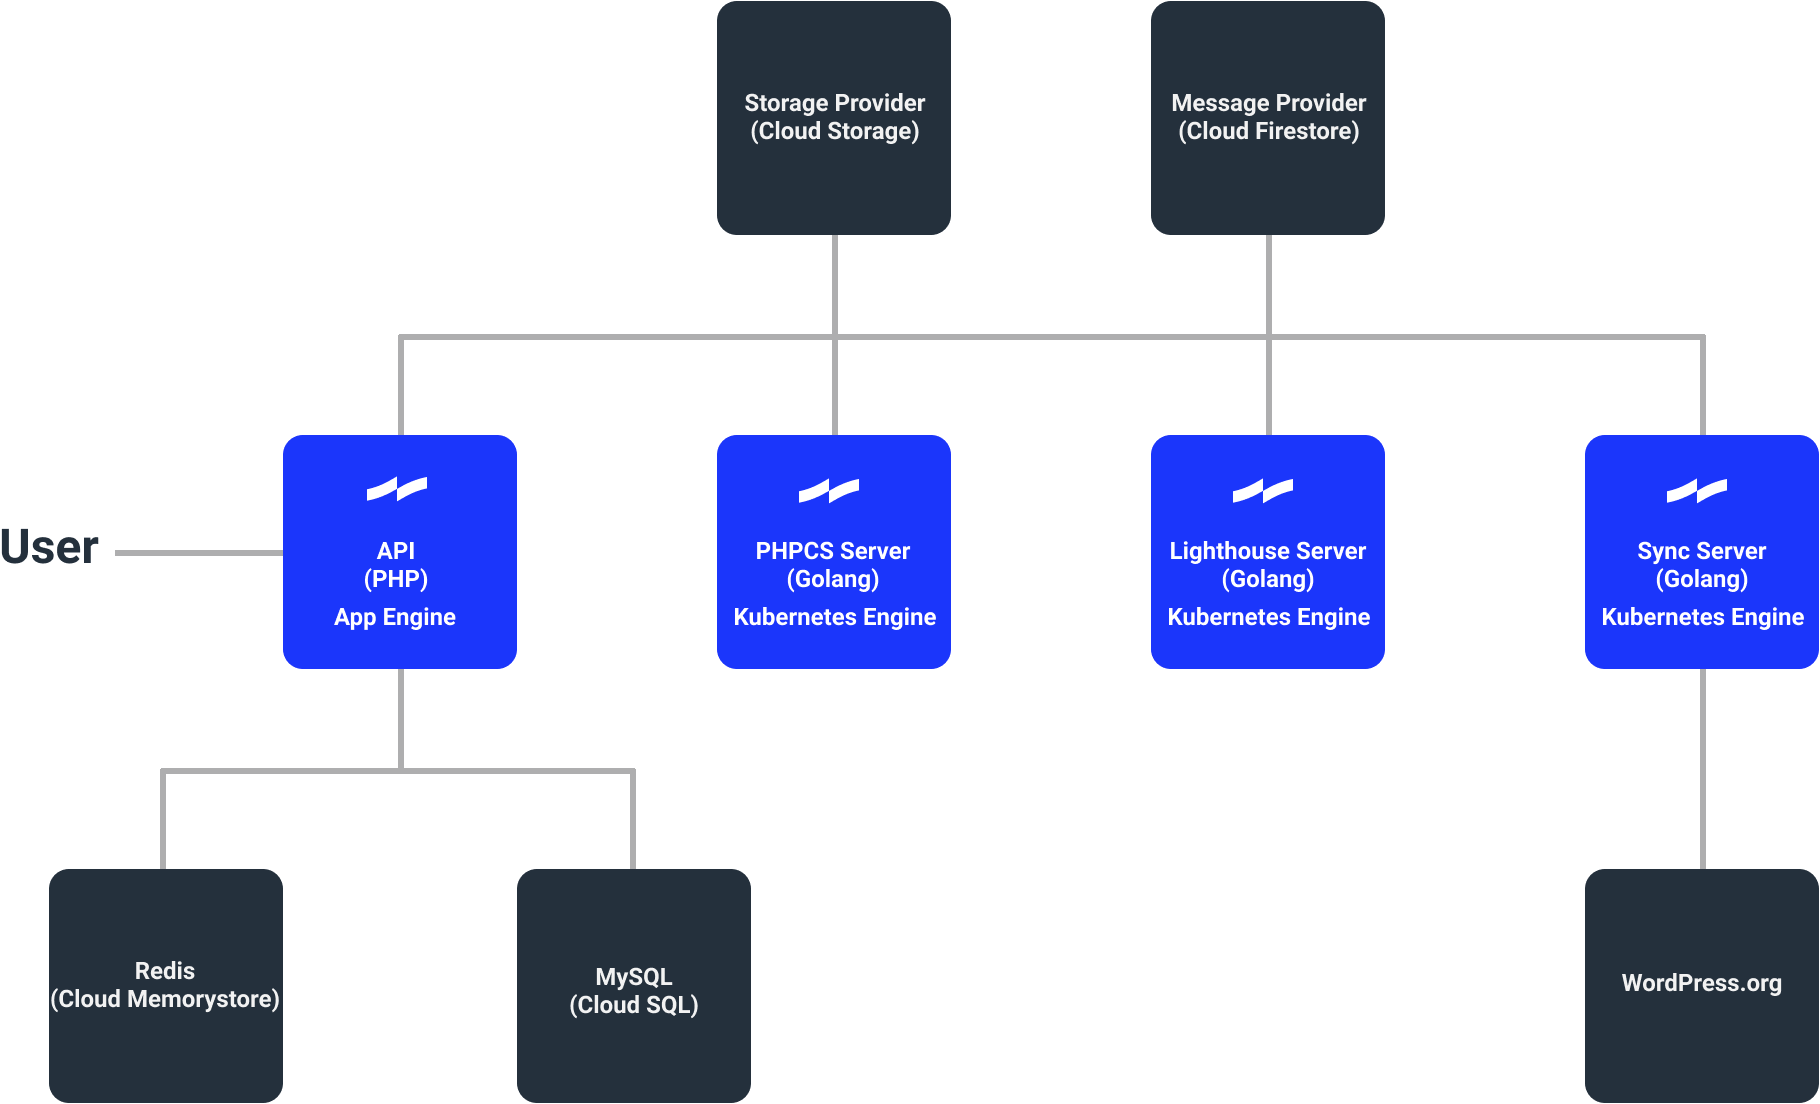 Storage Provider
(Cloud Storage)
Message Provider
(Cloud Firestore)
User
API
(PHP)
App Engine
PHPCS Server
(Golang)
Kubernetes Engine
Lighthouse Server
(Golang)
Kubernetes Engine
Sync Server
(Golang)
Kubernetes Engine
Redis
(Cloud Memorystore)
MySQL
(Cloud SQL)
WordPress.org